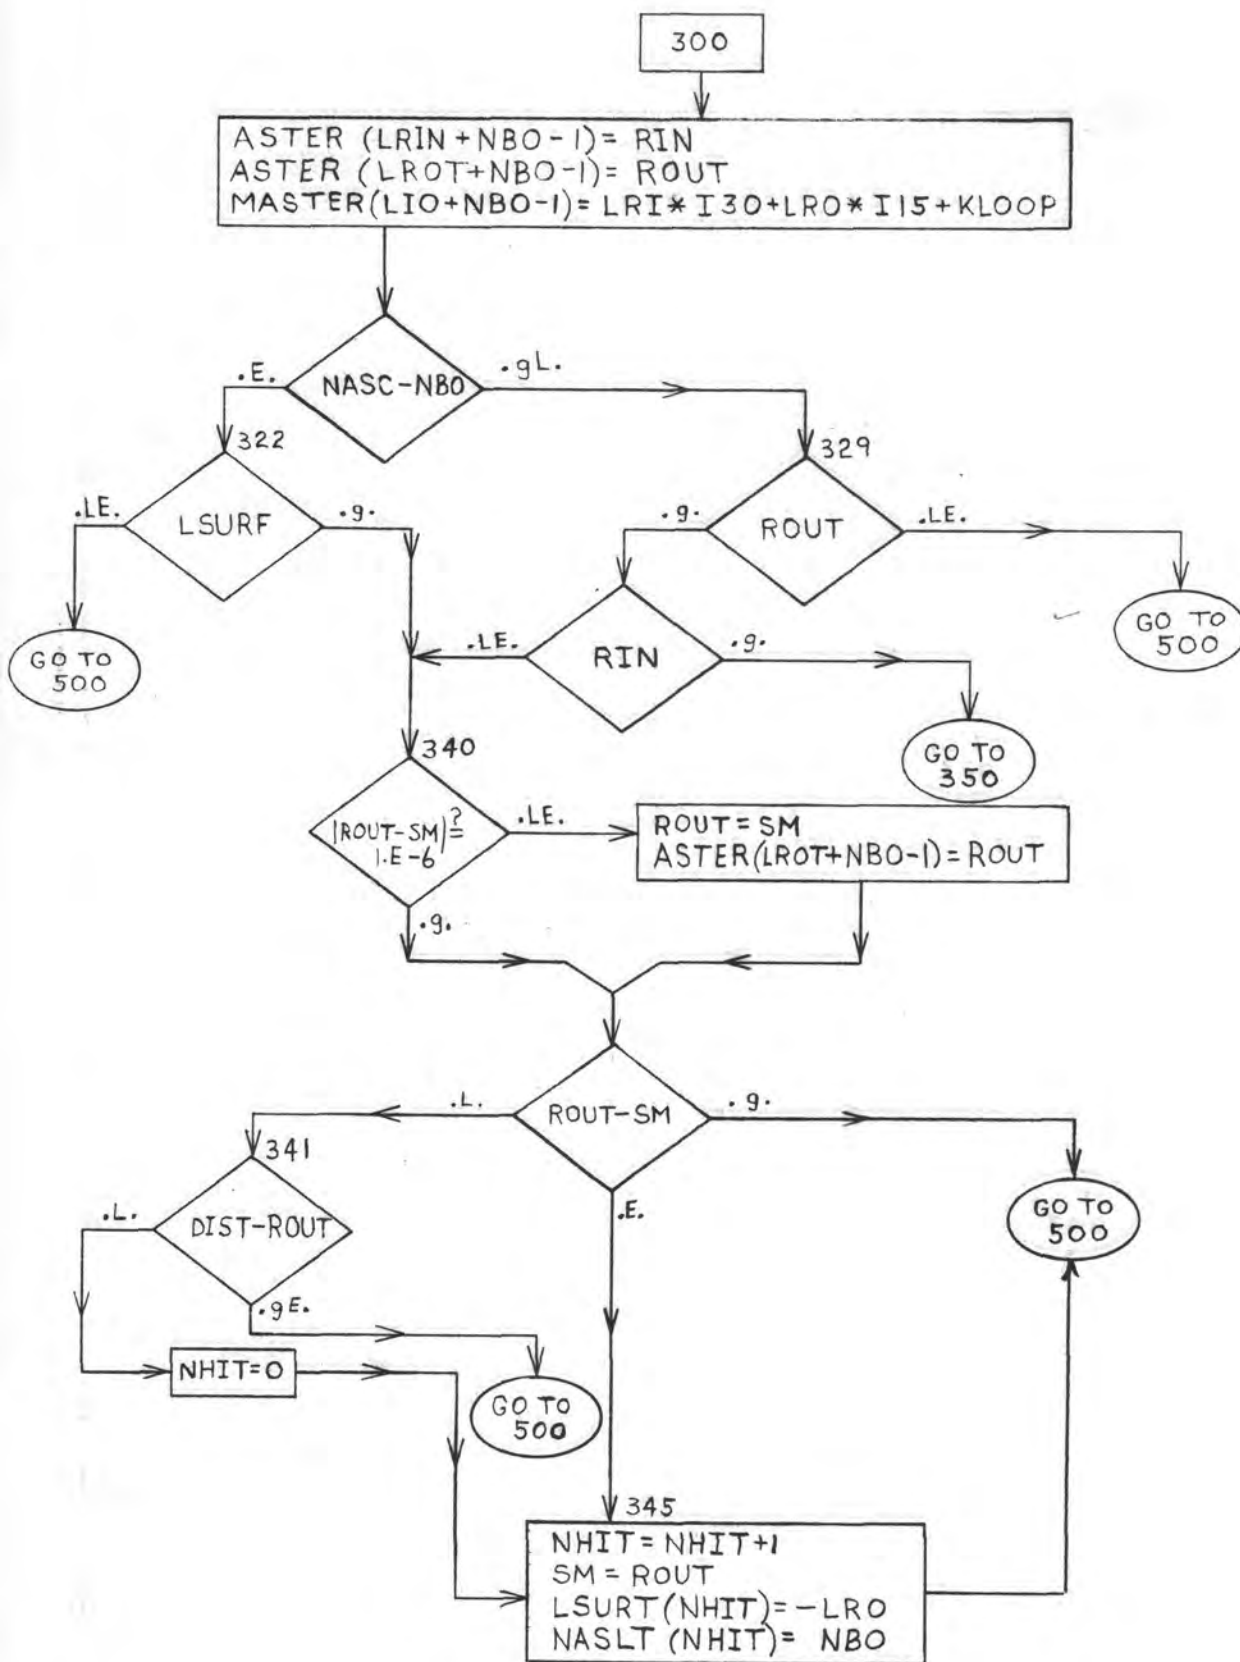 300
ASTER (LRIN+NBO-1)= RIN
ASTER (LROT+NBO-1)= ROUT
MASTER(LIO+NBO-1)= LRI* I30+LRO* I15+KLOOP
.E.
NASC-NBO
.gL.
322
329
.LE.
LSURF
.g.
.g.
ROUT
.LE.
GO TO
500
.LE.
RIN
.g.
GO TO
500
340
GO TO
350
|ROUT-SM|?=
1.E-6
.LE.
ROUT=SM
ASTER(LROT+NBO-1)=ROUT
.g.
.L.
ROUT-SM
.g.
341
.E.
GO TO
500
.L.
DIST-ROUT
.gE.
NHIT=0
GO TO
500
345
NHIT=NHIT+1
SM=ROUT
LSURT(NHIT)=-LRO
NASLT(NHIT)= NBO